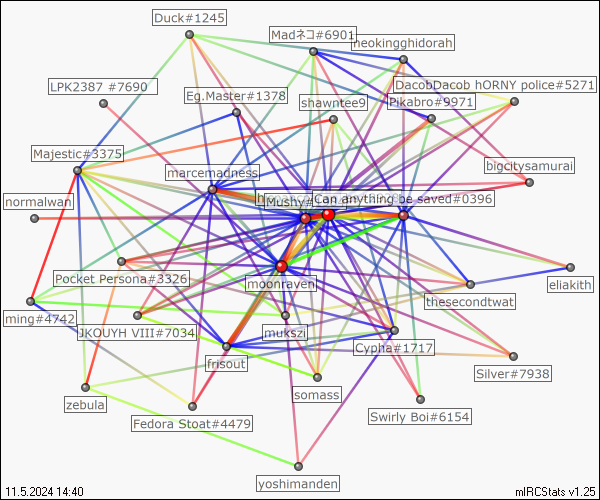 Duck#1245
Madネコ#6901
neokingghidorah
LPK2387 #7690
Eg.Master#1378
shawntee9
DacobDacob hORNY police#5271
Pikabro#9971
Majestic#3375
marcemadness
bigcitysamurai
normalwan
Mushy#
Can anything be saved#0396
Pocket Persona#3326
moonraven
thesecondtwat
eliakith
ming#4742
JKOUYH VIII#7034
mukszi
frisout
Cypha#1717
Silver#7938
zebula
somass
Fedora Stoat#4479
Swirly Boi#6154
yoshimanden
11.5.2024 14:40
mIRCStats v1.25